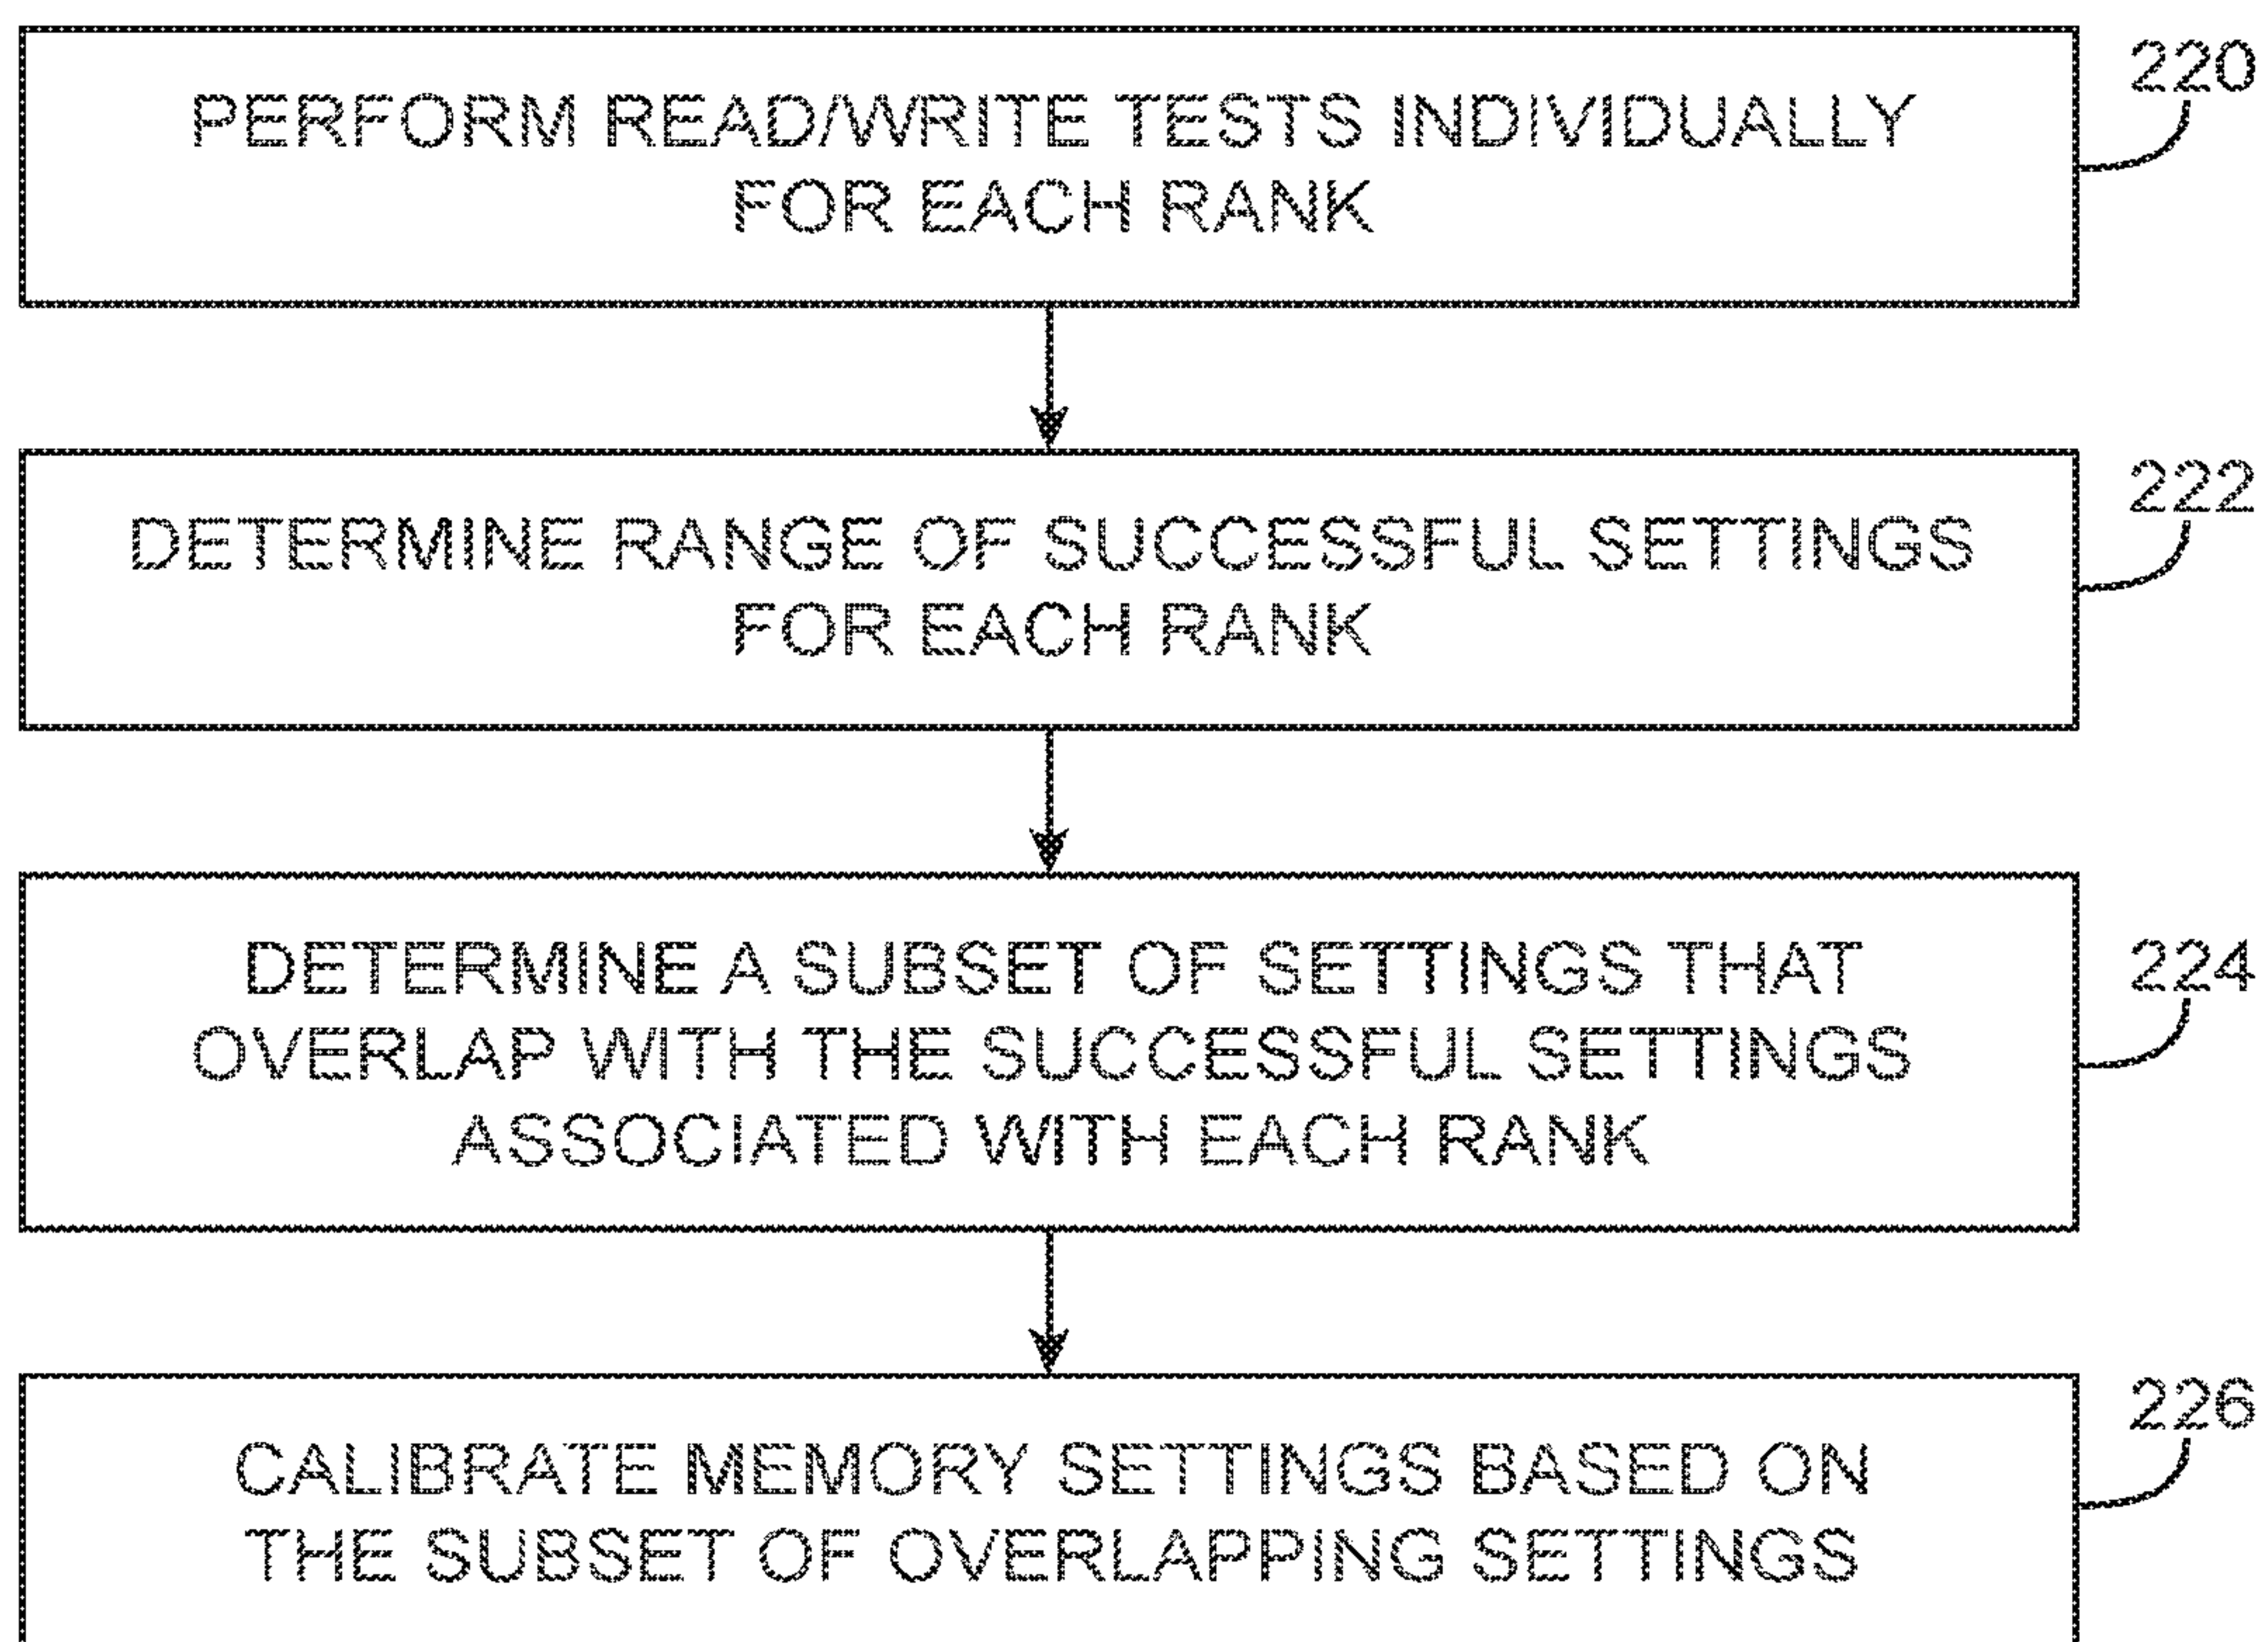 220
PERFORM READ/WRITE TESTS INDIVIDUALLY
FOR EACH RANK
222
DETERMINE RANGE OF SUCCESSFUL SETTINGS
FOR EACH RANK
224
DETERMINE A SUBSET OF SETTINGS THAT
OVERLAP WITH THE SUCCESSFUL SETTINGS
ASSOCIATED WITH EACH RANK
226
CALIBRATE MEMORY SETTINGS BASED ON
THE SUBSET OF OVERLAPPING SETTINGS